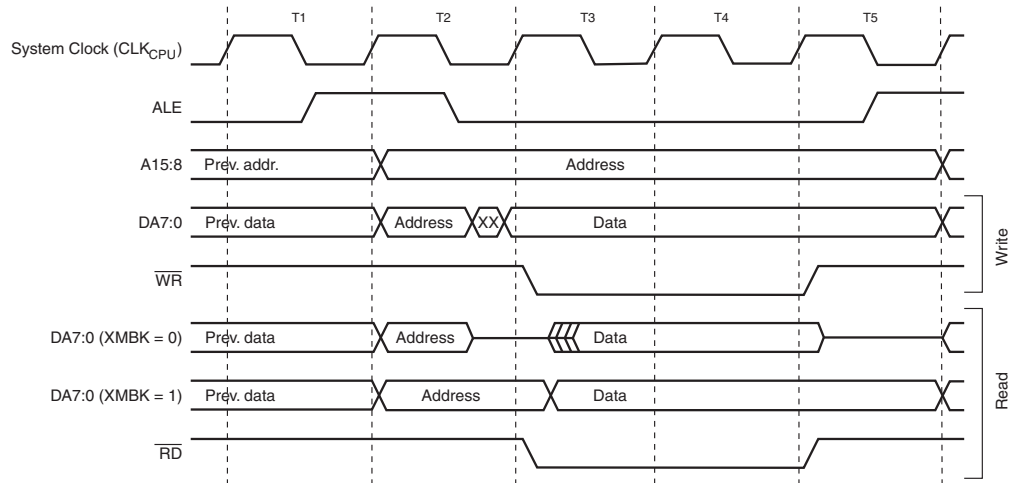 T1 T2 T3 T4 T5
System Clock (CLKCPU)
ALE
A15:8 Prev. addr. Address
DA7:0 Prev. data Address XX Data
WR
Write
DA7:0 (XMBK = 0) Prev. data Address Data
DA7:0 (XMBK = 1) Prev. data Address Data
RD
Read